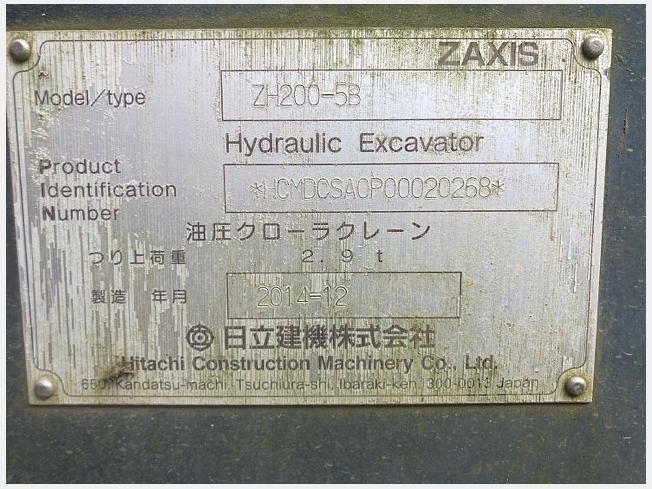 ZAXIS
Model/type ZH200-5B
Hydraulic Excavator
Product
Identification *HCMDCSA0P00020268*
Number
油圧クローラクレーン
つり上荷重 2.9 t
製造 年月 2014-12
日立建機株式会社
Hitachi Construction Machinery Co., Ltd.
650, Kandatsu-machi, Tsuchiura-shi, Ibaraki-ken, 300-0013 Japan